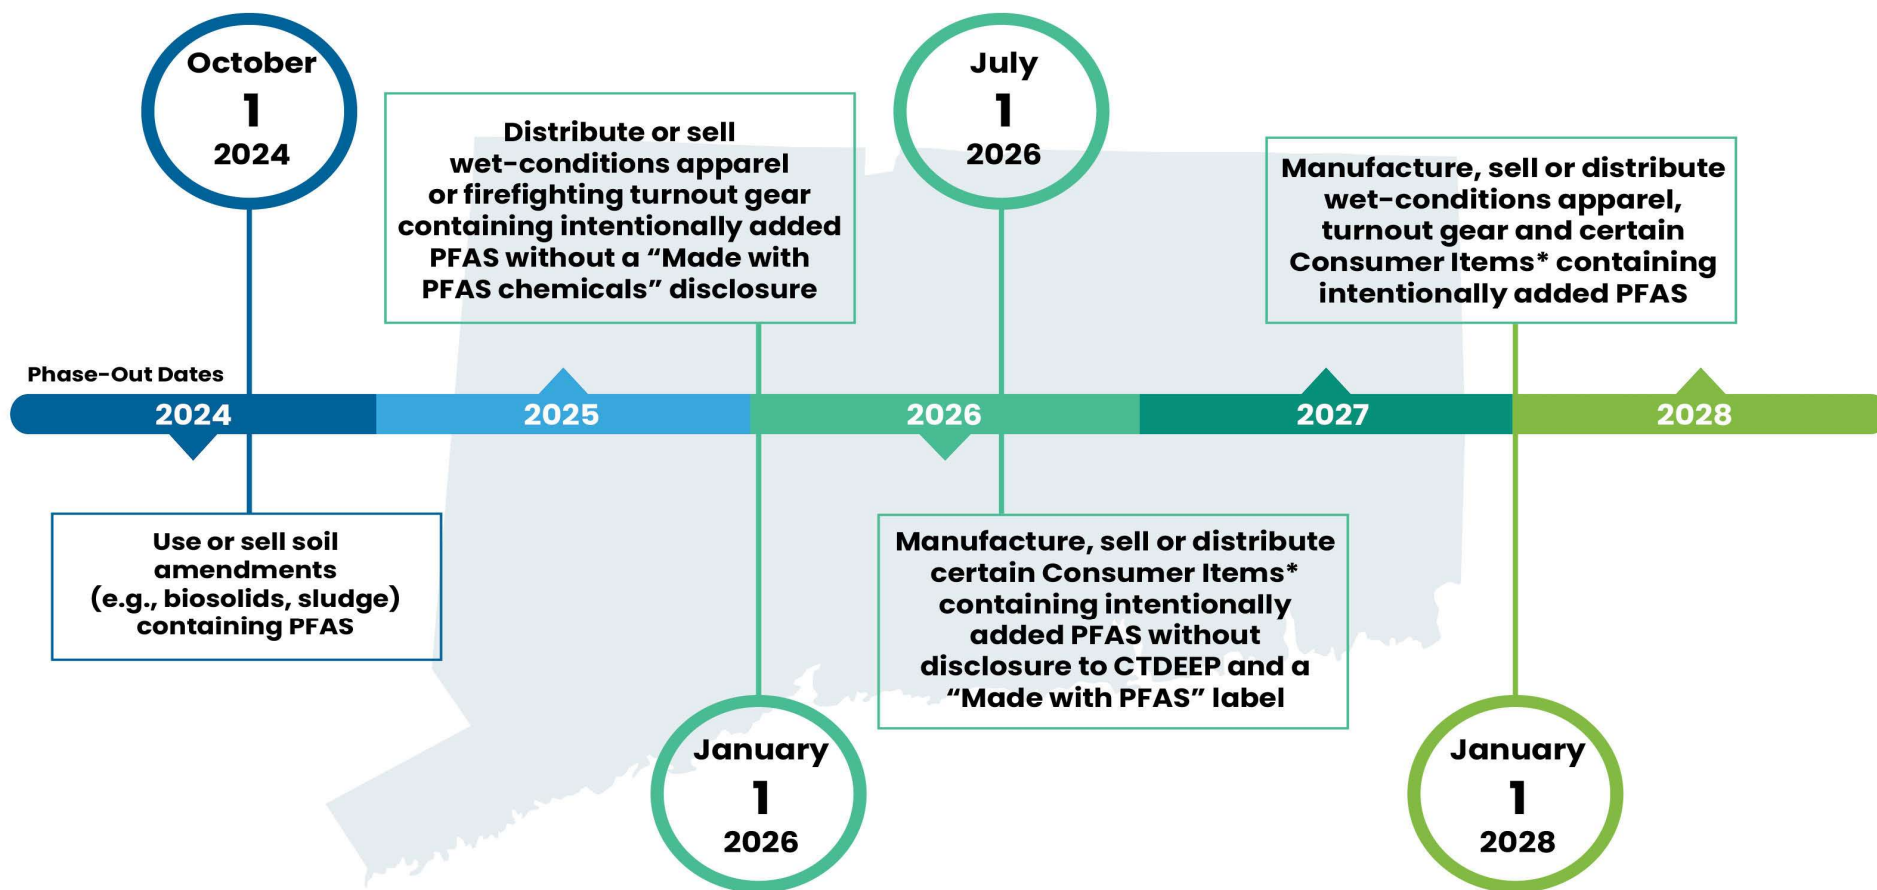 October
1
2024
Distribute or sell
wet-conditions apparel
or firefighting turnout gear
containing intentionally added
PFAS without a “Made with
PFAS chemicals” disclosure
July
1
2026
Manufacture, sell or distribute
wet-conditions apparel,
turnout gear and certain
Consumer Items* containing
intentionally added PFAS
Phase-Out Dates
2024
2025
2026
2027
2028
Use or sell soil
amendments
(e.g., biosolids, sludge)
containing PFAS
Manufacture, sell or distribute
certain Consumer Items*
containing intentionally
added PFAS without
disclosure to CTDEEP and a
“Made with PFAS” label
January
1
2026
January
1
2028